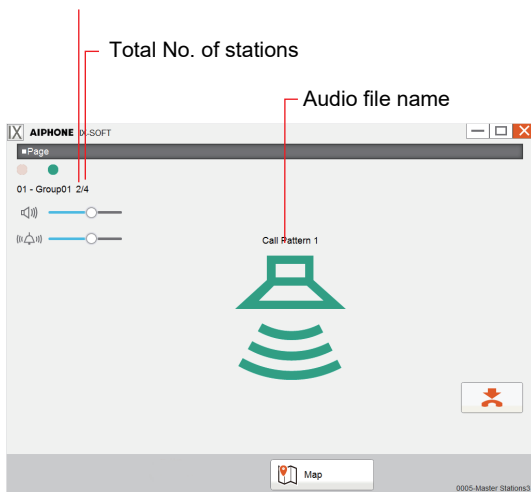 Total No. of stations
Audio file name
IX AIPHONE IX-SOFT
■Page
01 - Group01 2/4
Call Pattern 1
Map
0005-Master Stations3